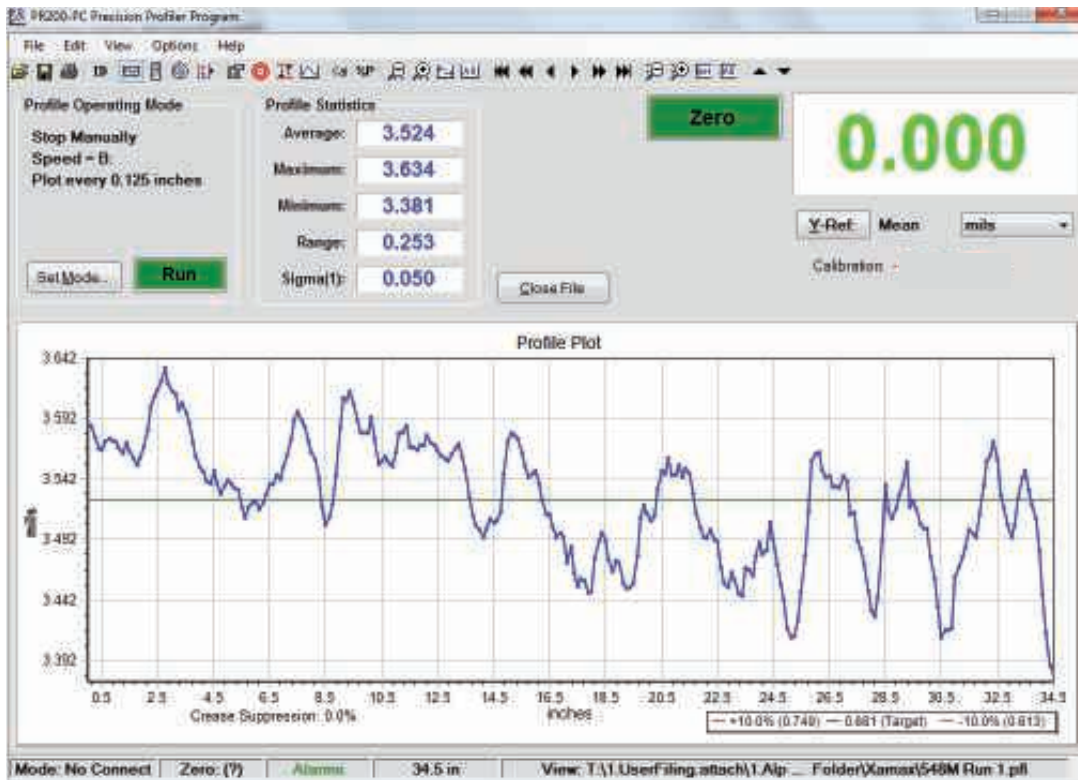 PR200-PC Precision Profiler Program
File Edit View Options Help
Profile Operating Mode
Stop Manually
Speed = B:
Plot every 0.125 inches
Set Mode..
Run
Profile Statistics
Average: 3.524
Maximum: 3.634
Minimum: 3.381
Range: 0.253
Sigma(1): 0.050
Close File
Zero
0.000
Y-Ref: Mean
mils
Calibration: -
Profile Plot
3.642
3.592
3.542
3.492
3.442
3.392
mils
0.5 2.5 4.5 6.5 8.5 10.5 12.5 14.5 16.5 18.5 20.5 22.5 24.5 26.5 28.5 30.5 32.5 34.5
inches
Crease Suppression: 0.0%
+10.0% (0.749) 0.681 (Target) -10.0% (0.613)
Mode: No Connect
Zero: (?)
Alarms
34.5 in
View: T:\1.UserFiling.attach\1.Alp ... Folder\Xamax\548M Run 1.pfl